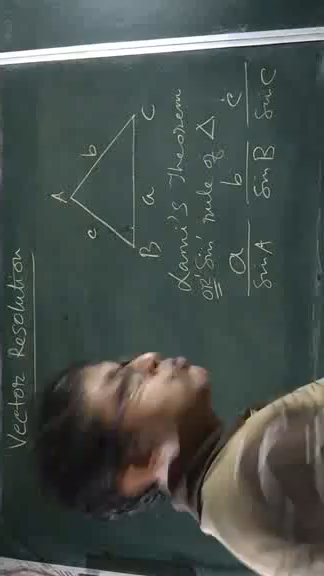 Vector Resolution
A
c
b
B
a
C
Lami's Theorem
OR 'Sin' rule of Δ
a b c
SinA SinB SinC